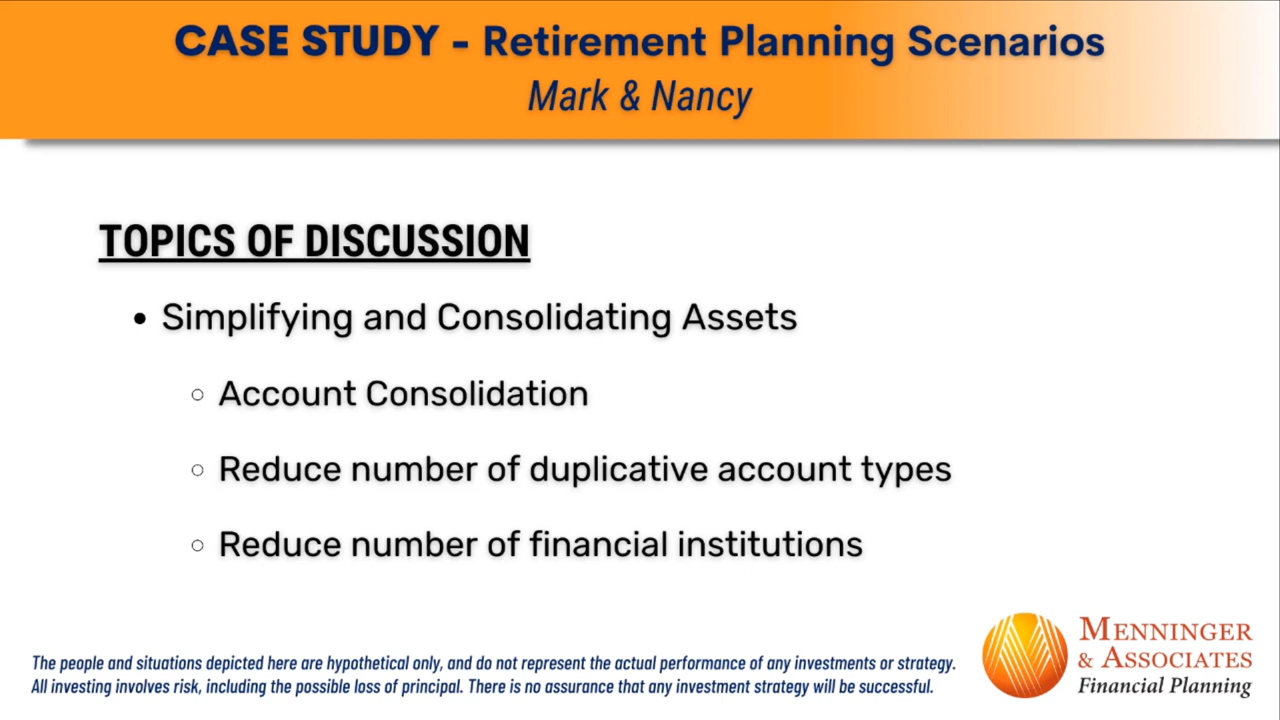 CASE STUDY - Retirement Planning Scenarios
Mark & Nancy
TOPICS OF DISCUSSION
• Simplifying and Consolidating Assets
○ Account Consolidation
○ Reduce number of duplicative account types
○ Reduce number of financial institutions
The people and situations depicted here are hypothetical only, and do not represent the actual performance of any investments or strategy.
All investing involves risk, including the possible loss of principal. There is no assurance that any investment strategy will be successful.
MENNINGER
& ASSOCIATES
Financial Planning